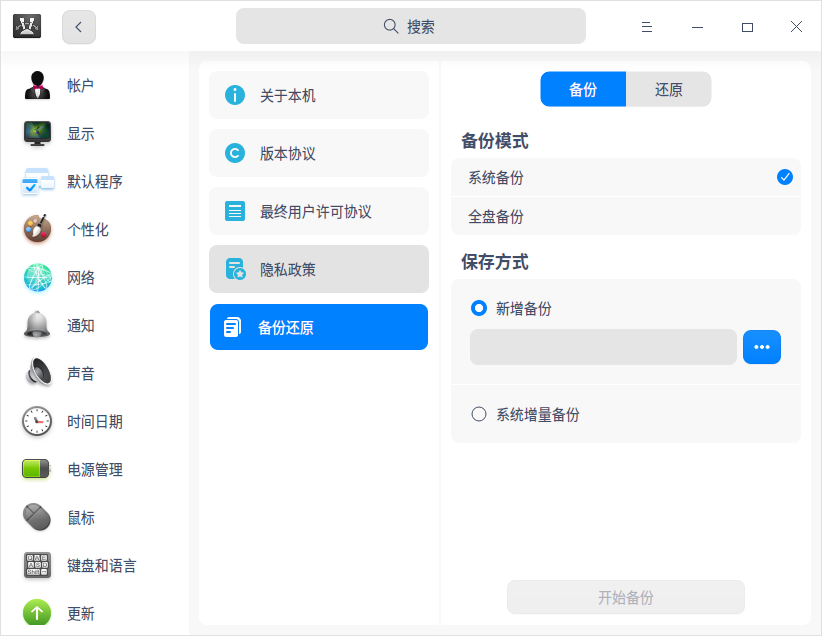 搜索
帐户
显示
默认程序
个性化
网络
通知
声音
时间日期
电源管理
鼠标
键盘和语言
更新
关于本机
版本协议
最终用户许可协议
隐私政策
备份还原
备份
还原
备份模式
系统备份
全盘备份
保存方式
新增备份
系统增量备份
开始备份